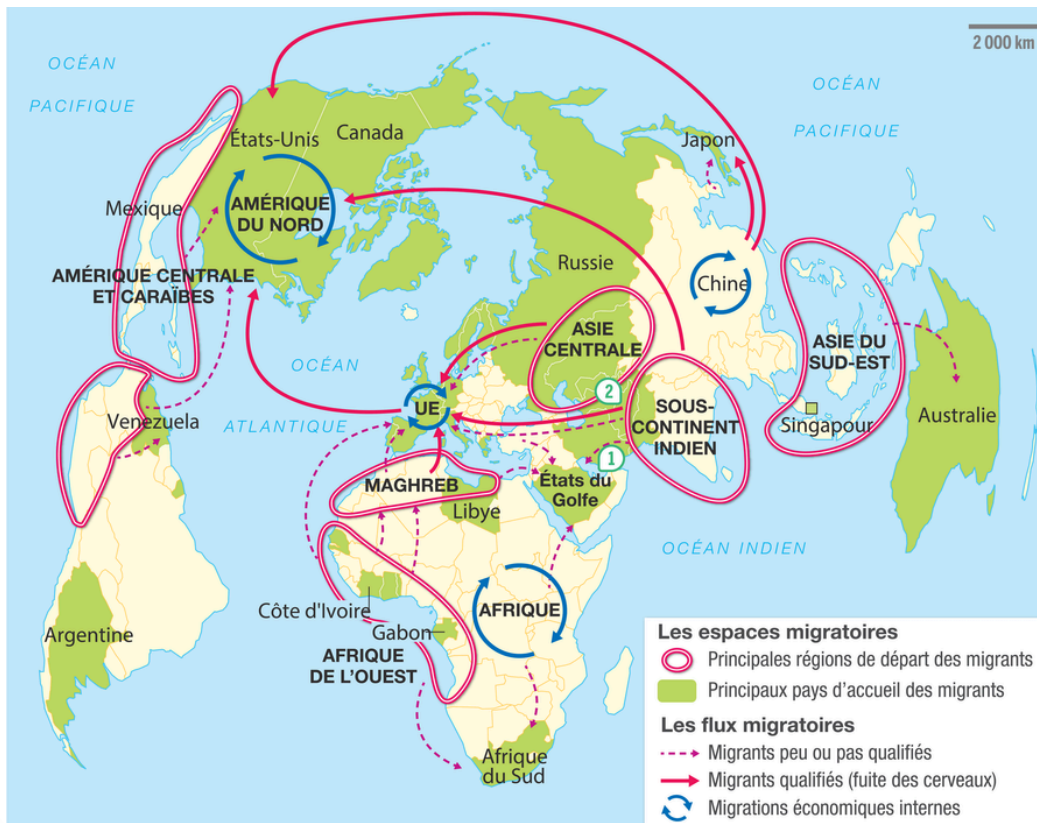 2 000 km
OCÉAN
PACIFIQUE
OCÉAN
PACIFIQUE
États-Unis
Canada
Japon
Mexique
AMÉRIQUE
DU NORD
Russie
Chine
AMÉRIQUE CENTRALE
ET CARAÏBES
ASIE
CENTRALE
ASIE DU
SUD-EST
OCÉAN
ATLANTIQUE
UE
2
SOUS-
CONTINENT
INDIEN
Venezuela
Singapour
Australie
1
MAGHREB
États du
Golfe
Libye
OCÉAN INDIEN
Côte d'Ivoire
Gabon
AFRIQUE
AFRIQUE
DE L'OUEST
Argentine
Afrique
du Sud
Les espaces migratoires
Principales régions de départ des migrants
Principaux pays d'accueil des migrants
Les flux migratoires
Migrants peu ou pas qualifiés
Migrants qualifiés (fuite des cerveaux)
Migrations économiques internes